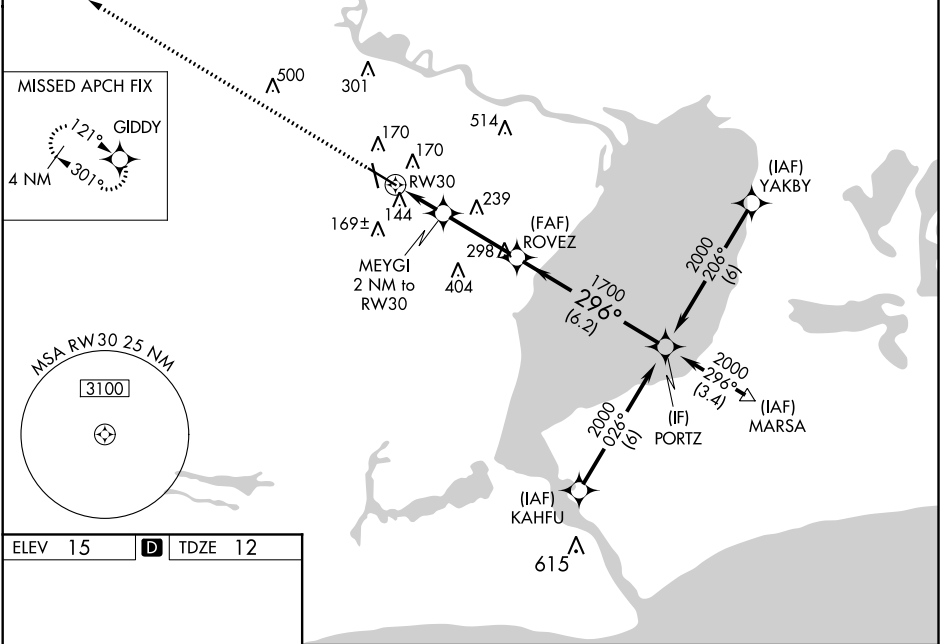 MISSED APCH FIX
GIDDY
121°
301°
4 NM
500
301
514
170
170
RW30
144
169±
239
298
404
MEYGI
2 NM to
RW30
(FAF)
ROVEZ
(IAF)
YAKBY
2000
206°
(6)
1700
296°
(6.2)
2000
296°
(3.4)
(IAF)
MARSA
(IF)
PORTZ
2000
026°
(6)
(IAF)
KAHFU
615
MSA RW30 25 NM
3100
ELEV 15 D TDZE 12